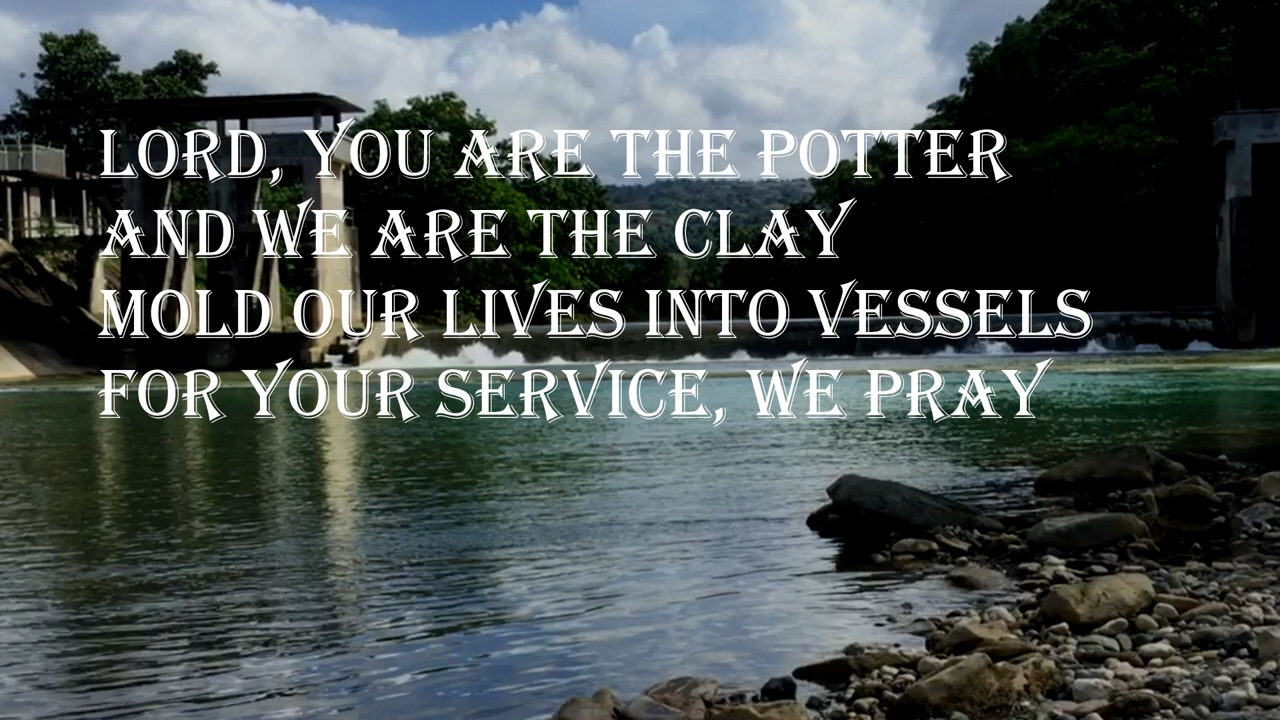 LORD, YOU ARE THE POTTER
AND WE ARE THE CLAY
MOLD OUR LIVES INTO VESSELS
FOR YOUR SERVICE, WE PRAY